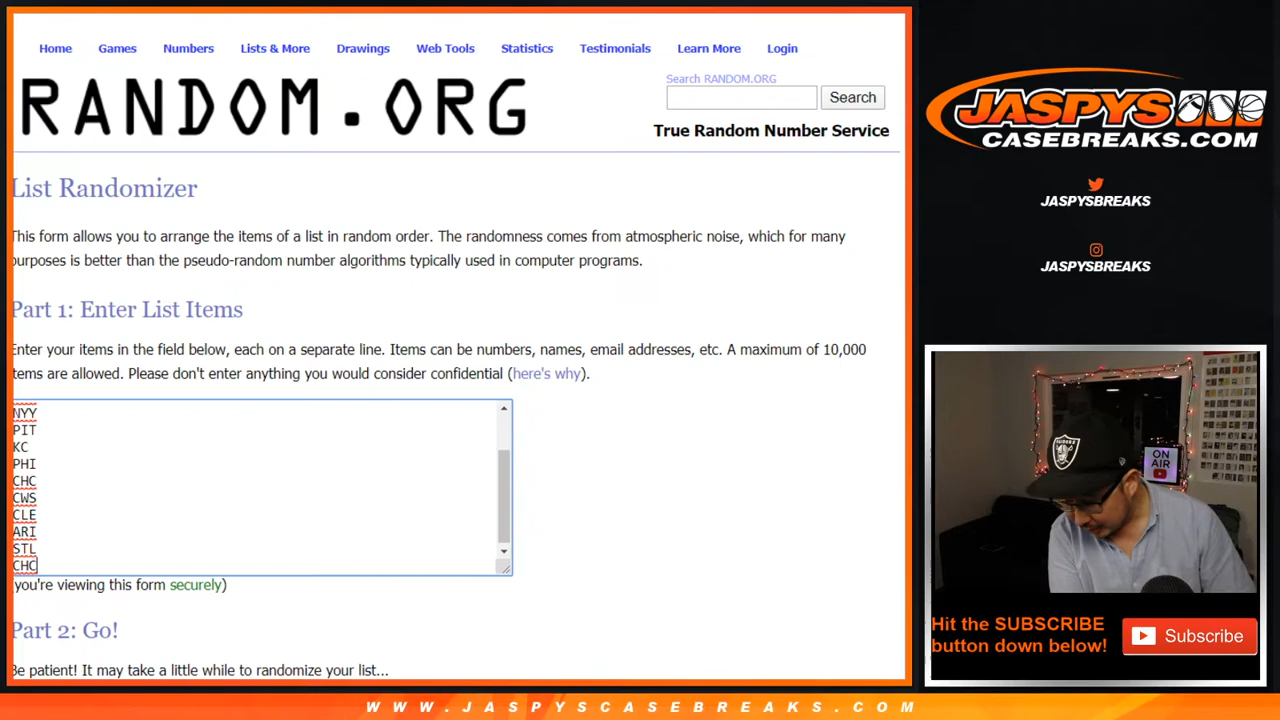 Home Games Numbers Lists & More Drawings Web Tools Statistics Testimonials Learn More Login
RANDOM.ORG
Search RANDOM.ORG
Search
True Random Number Service
List Randomizer
This form allows you to arrange the items of a list in random order. The randomness comes from atmospheric noise, which for many
purposes is better than the pseudo-random number algorithms typically used in computer programs.
Part 1: Enter List Items
Enter your items in the field below, each on a separate line. Items can be numbers, names, email addresses, etc. A maximum of 10,000
items are allowed. Please don't enter anything you would consider confidential (here's why).
NYY
PIT
KC
PHI
CHC
CWS
CLE
ARI
STL
CHC
(you're viewing this form securely)
Part 2: Go!
Be patient! It may take a little while to randomize your list...
JASPYS
CASEBREAKS.COM
JASPYSBREAKS
JASPYSBREAKS
RAIDERS
ON
AIR
Hit the SUBSCRIBE
button down below!
Subscribe
WWW.JASPYSCASEBREAKS.COM